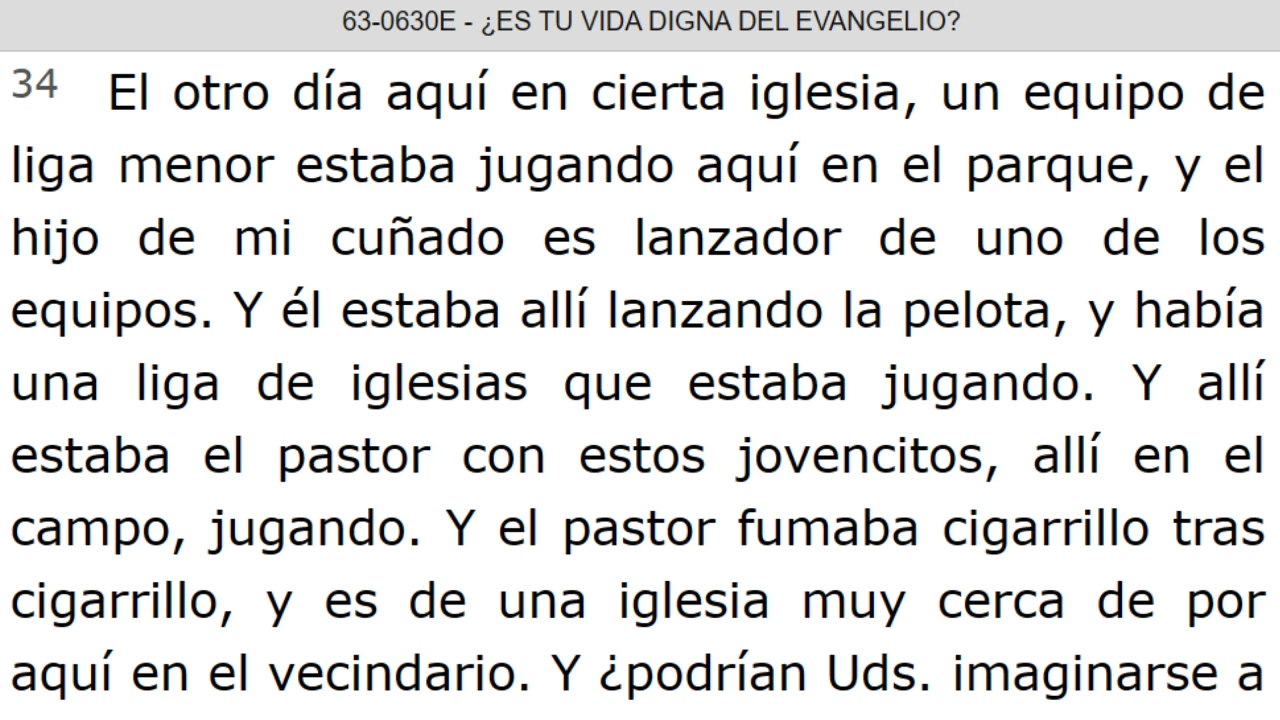 63-0630E - ¿ES TU VIDA DIGNA DEL EVANGELIO?
34 El otro día aquí en cierta iglesia, un equipo de
liga menor estaba jugando aquí en el parque, y el
hijo de mi cuñado es lanzador de uno de los
equipos. Y él estaba allí lanzando la pelota, y había
una liga de iglesias que estaba jugando. Y allí
estaba el pastor con estos jovencitos, allí en el
campo, jugando. Y el pastor fumaba cigarrillo tras
cigarrillo, y es de una iglesia muy cerca de por
aquí en el vecindario. Y ¿podrían Uds. imaginarse a